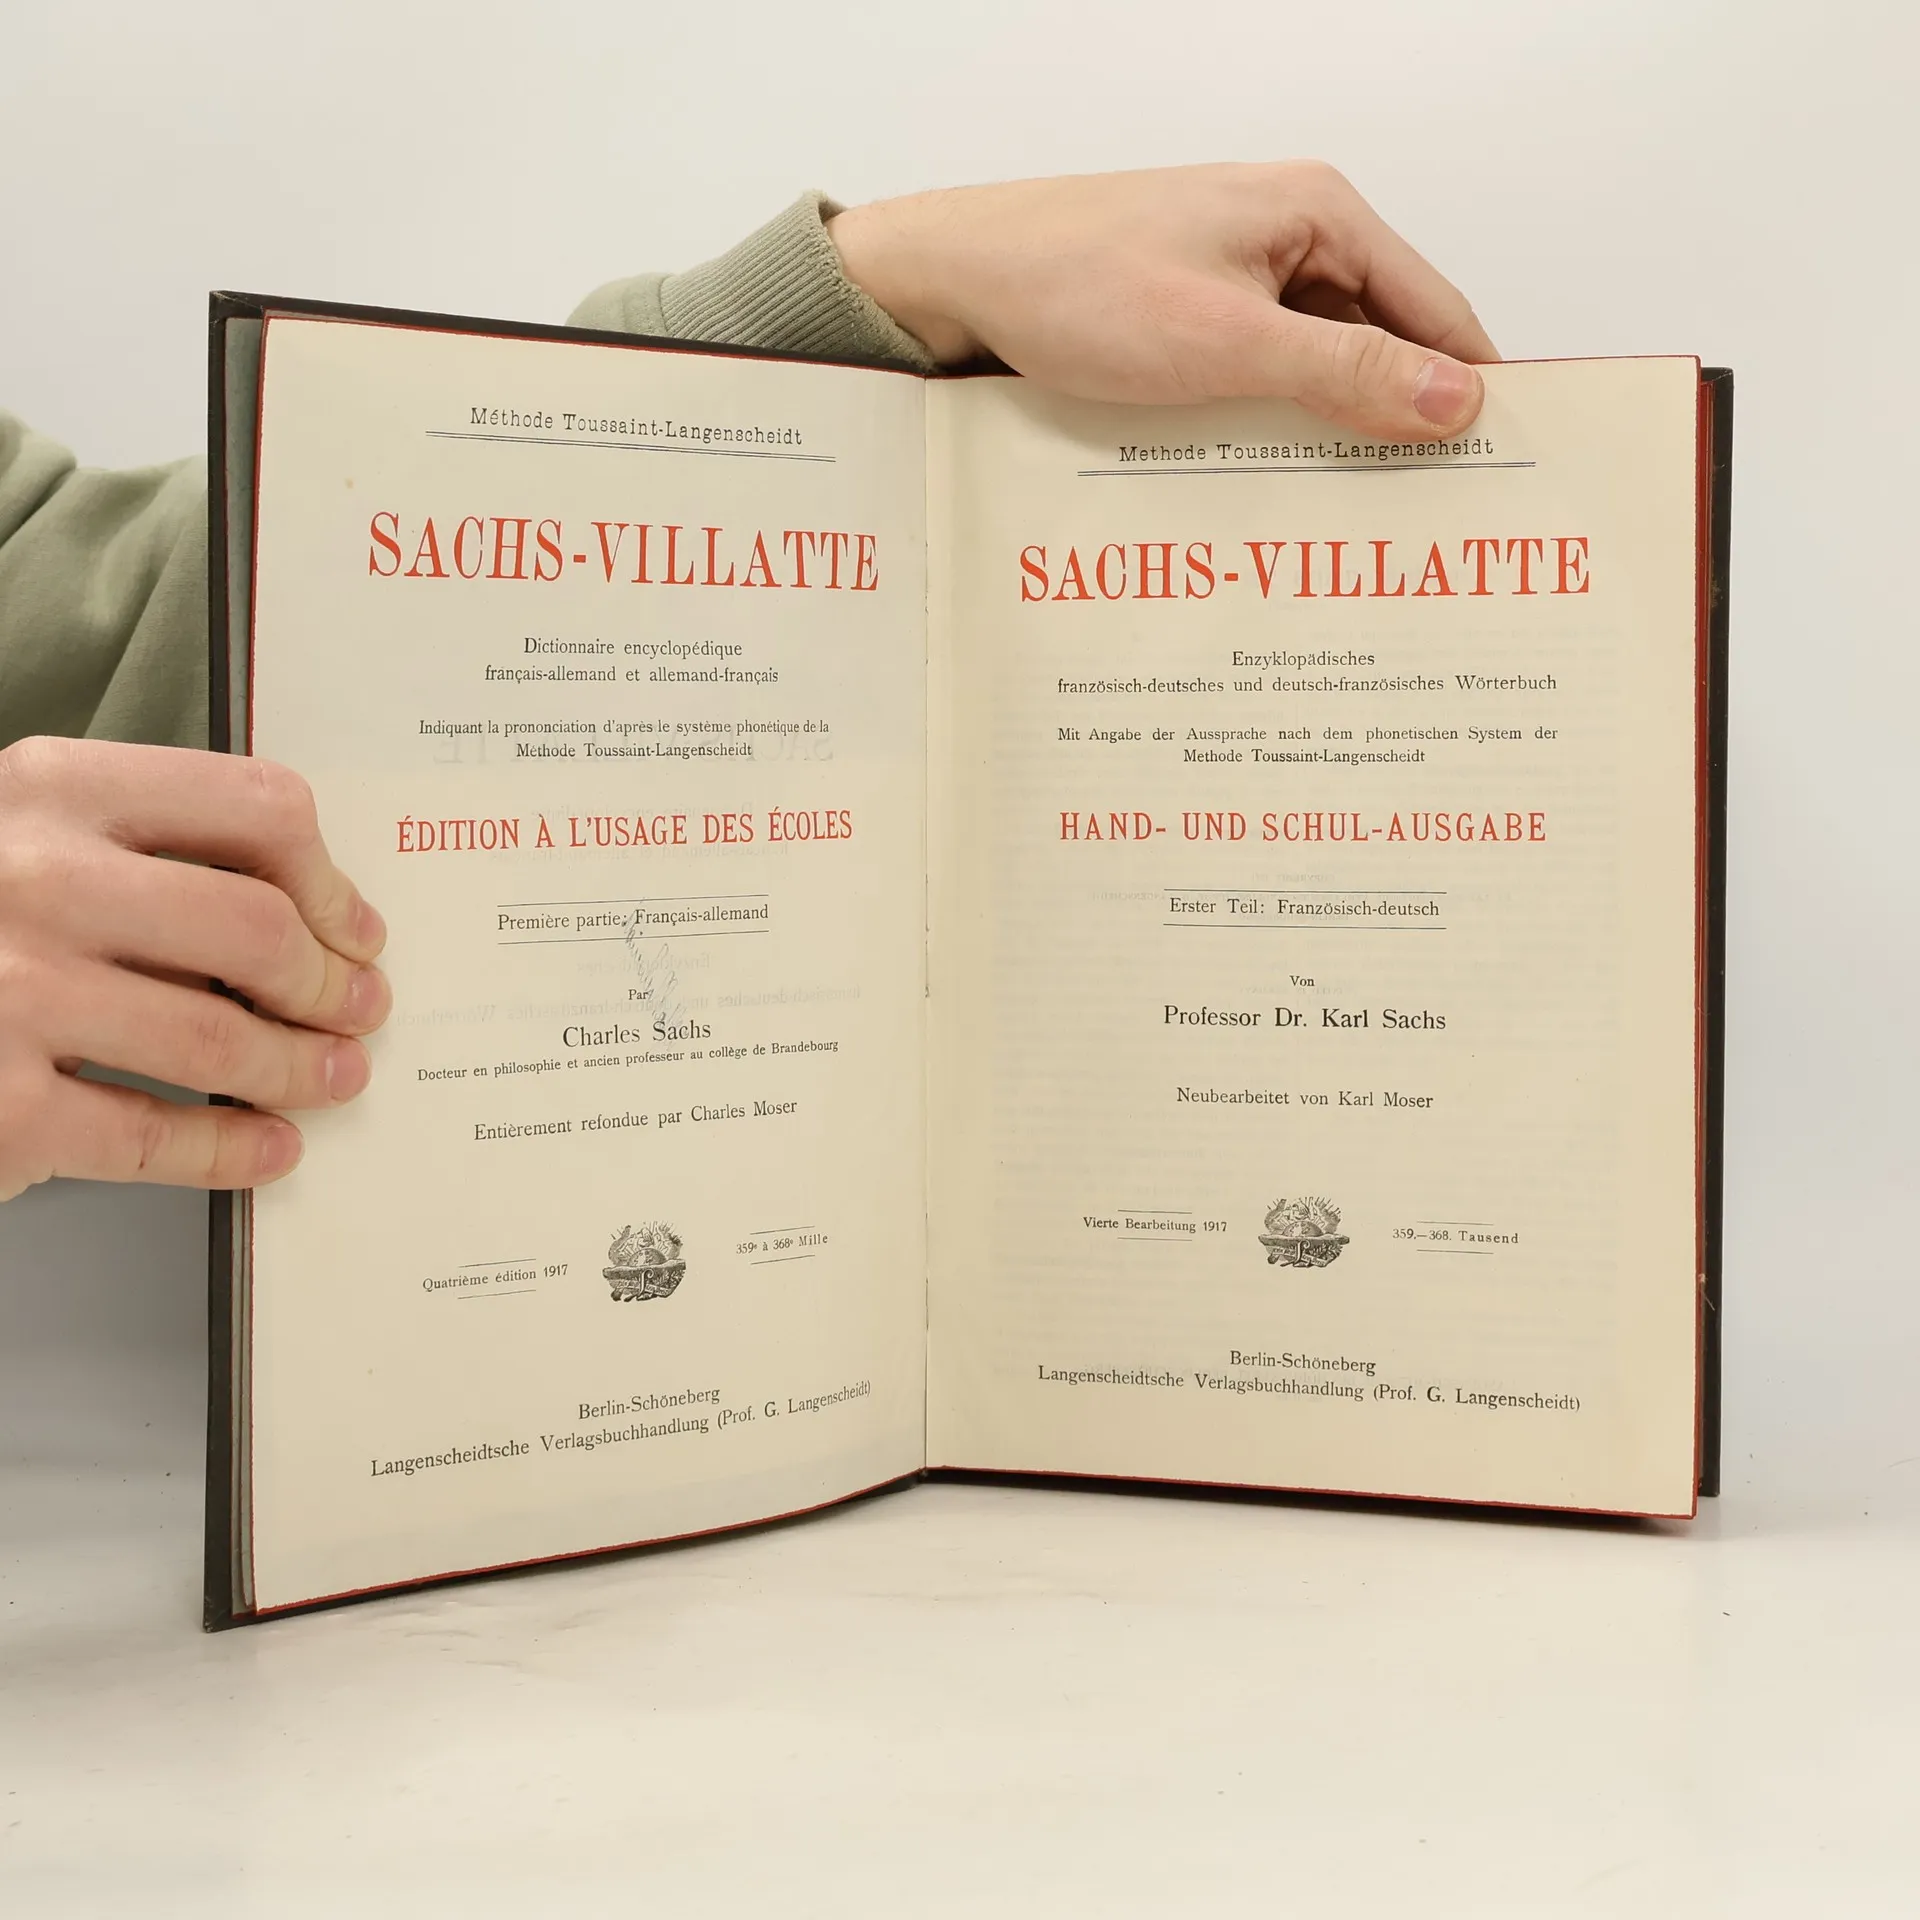 Méthode Toussaint-Langenscheidt
SACHS-VILLATTE
Dictionnaire encyclopédique
français-allemand et allemand-français
Indiquant la prononciation d'après le système phonétique de la
Méthode Toussaint-Langenscheidt
ÉDITION À L'USAGE DES ÉCOLES
Première partie: Français-allemand
Par
Charles Sachs
Docteur en philosophie et ancien professeur au collège de Brandebourg
Entièrement refondue par Charles Moser
Quatrième édition 1917
359e à 368e Mille
Berlin-Schöneberg
Langenscheidtsche Verlagsbuchhandlung (Prof. G. Langenscheidt)
Methode Toussaint-Langenscheidt
SACHS-VILLATTE
Enzyklopädisches
französisch-deutsches und deutsch-französisches Wörterbuch
Mit Angabe der Aussprache nach dem phonetischen System der
Methode Toussaint-Langenscheidt
HAND- UND SCHUL-AUSGABE
Erster Teil: Französisch-deutsch
Von
Professor Dr. Karl Sachs
Neubearbeitet von Karl Moser
Vierte Bearbeitung 1917
359.—368. Tausend
Berlin-Schöneberg
Langenscheidtsche Verlagsbuchhandlung (Prof. G. Langenscheidt)